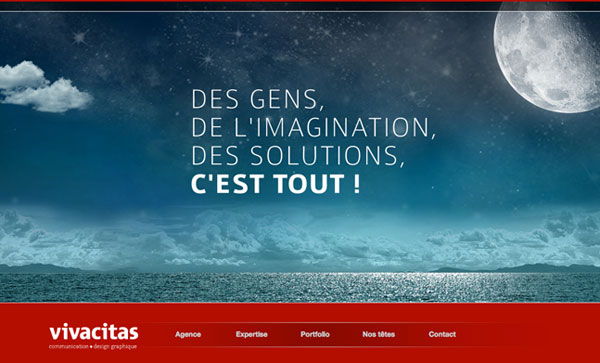 DES GENS,
DE L'IMAGINATION,
DES SOLUTIONS,
C'EST TOUT !
vivacitas
communication • design graphique
Agence Expertise Portfolio Nos têtes Contact